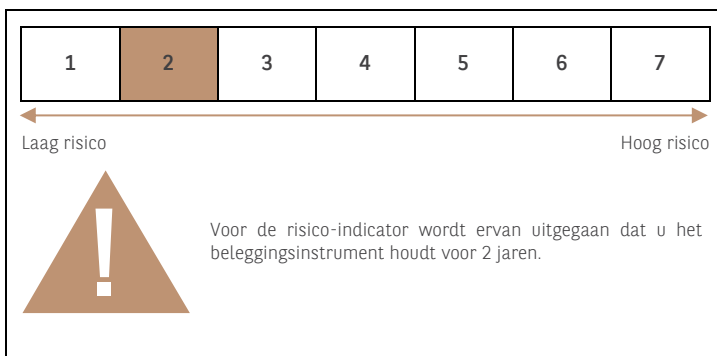 1 2 3 4 5 6 7
Laag risico Hoog risico
!
Voor de risico-indicator wordt ervan uitgegaan dat u het
beleggingsinstrument houdt voor 2 jaren.